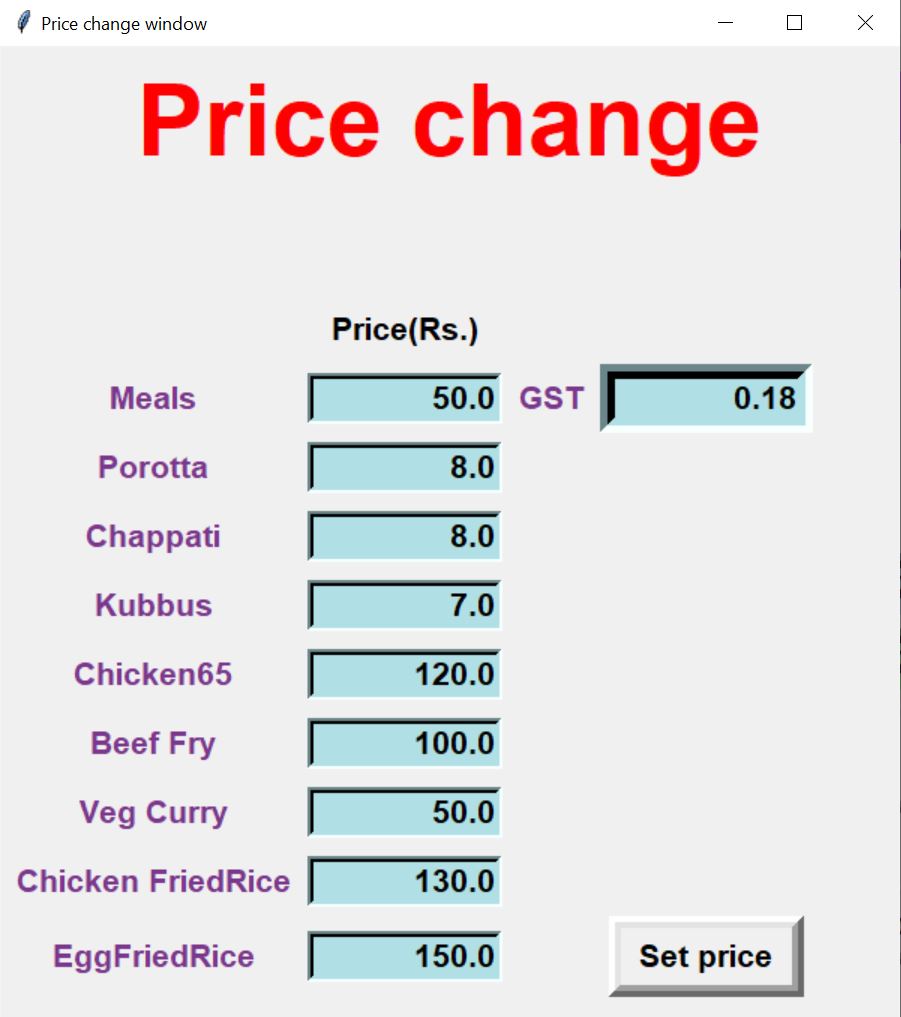 Price change window
Price change
Price(Rs.)
Meals 50.0 GST 0.18
Porotta 8.0
Chappati 8.0
Kubbus 7.0
Chicken65 120.0
Beef Fry 100.0
Veg Curry 50.0
Chicken FriedRice 130.0
EggFriedRice 150.0 Set price